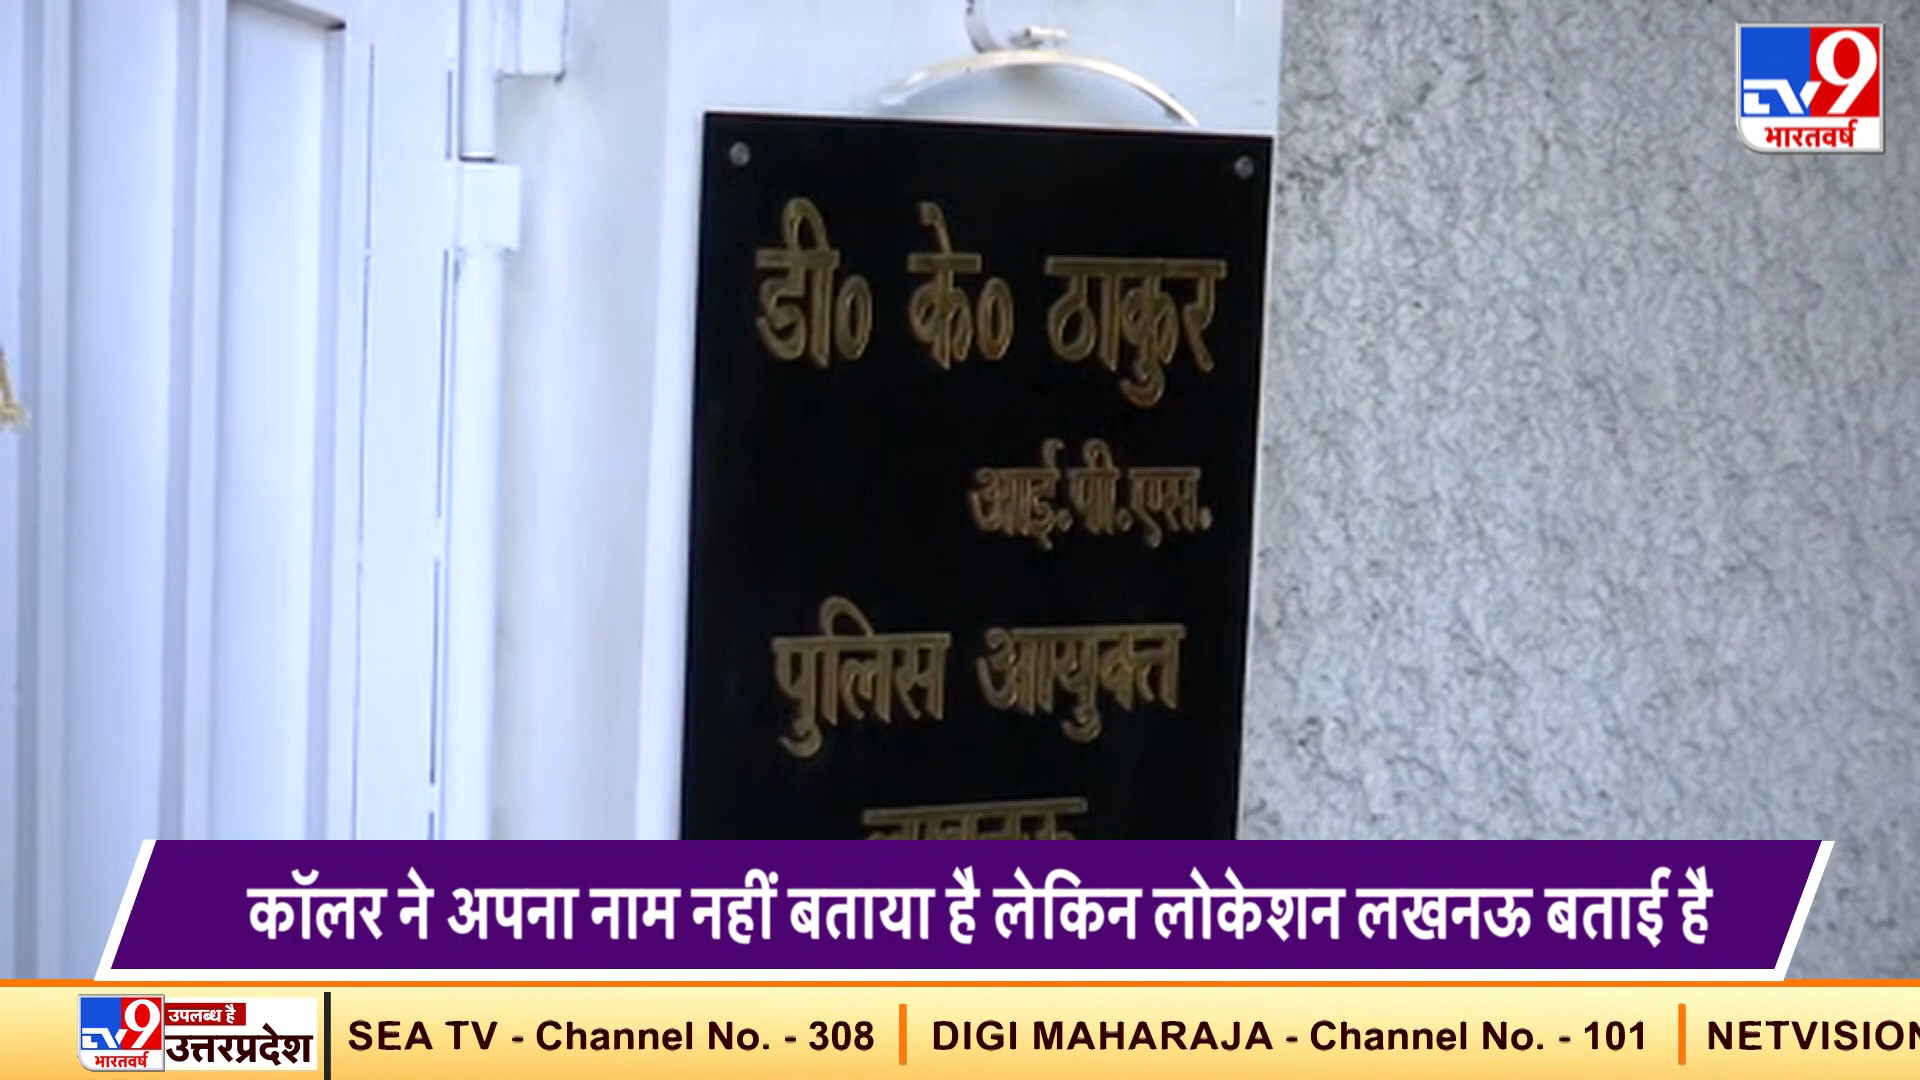 TV9
भारतवर्ष
डी० के० ठाकुर
आई.पी.एस.
पुलिस आयुक्त
लखनऊ
कॉलर ने अपना नाम नहीं बताया है लेकिन लोकेशन लखनऊ बताई है
TV9 भारतवर्ष
उपलब्ध है
उत्तरप्रदेश
SEA TV - Channel No. - 308 | DIGI MAHARAJA - Channel No. - 101 | NETVISION